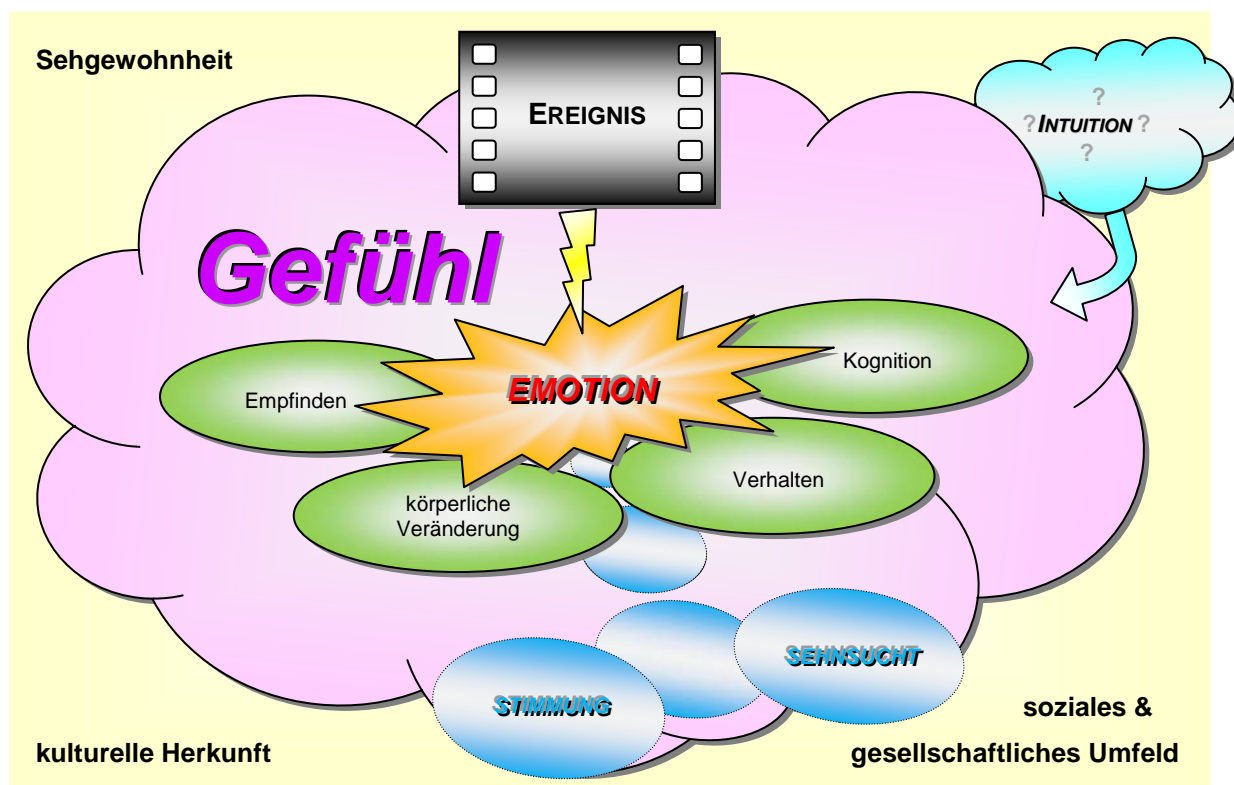 Sehgewohnheit
EREIGNIS
?
? INTUITION ?
?
Gefühl
EMOTION
Kognition
Empfinden
Verhalten
körperliche
Veränderung
SEHNSUCHT
STIMMUNG
soziales &
kulturelle Herkunft
gesellschaftliches Umfeld